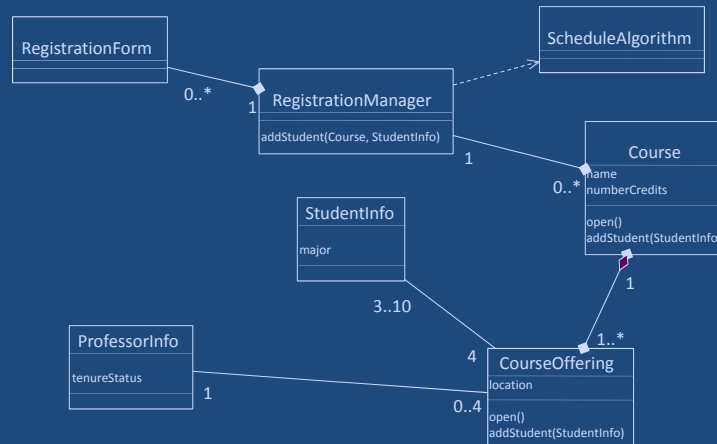 RegistrationForm
ScheduleAlgorithm
0..*
1
RegistrationManager
addStudent(Course, StudentInfo)
1
0..*
Course
name
numberCredits
open()
addStudent(StudentInfo
StudentInfo
major
3..10
1
1..*
ProfessorInfo
tenureStatus
1
4
0..4
CourseOffering
location
open()
addStudent(StudentInfo)